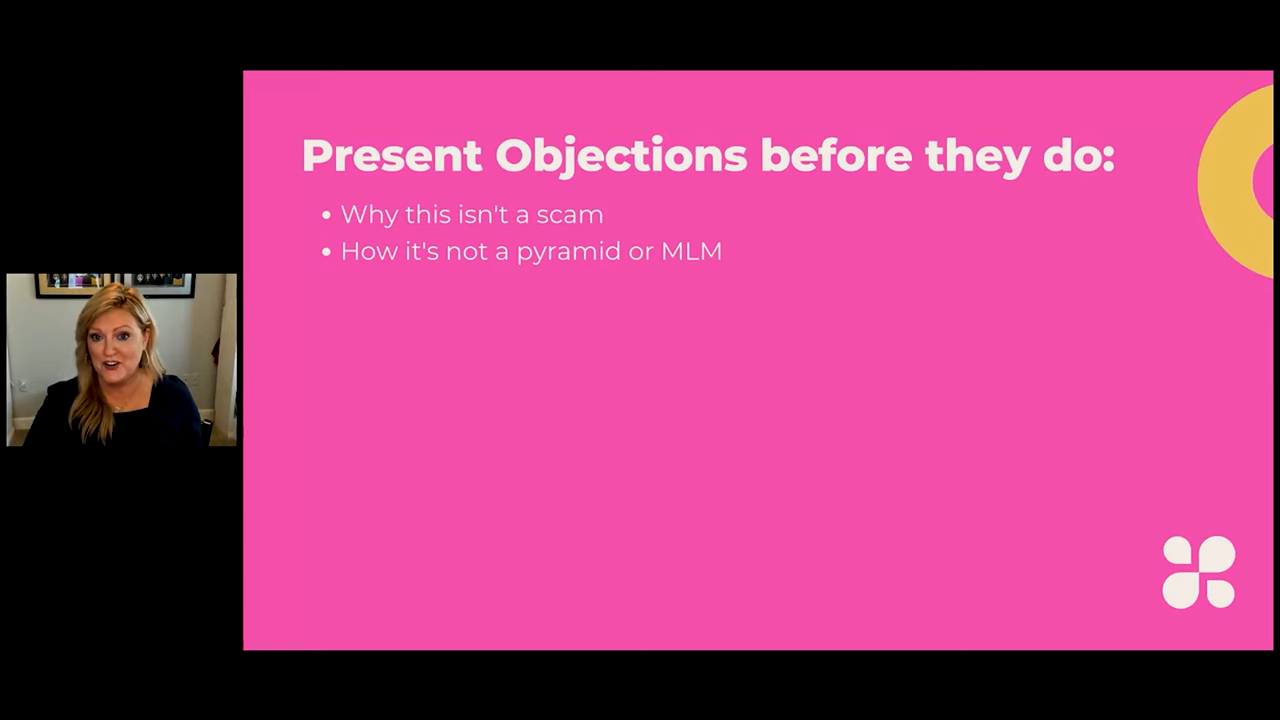 Present Objections before they do:
• Why this isn't a scam
• How it's not a pyramid or MLM